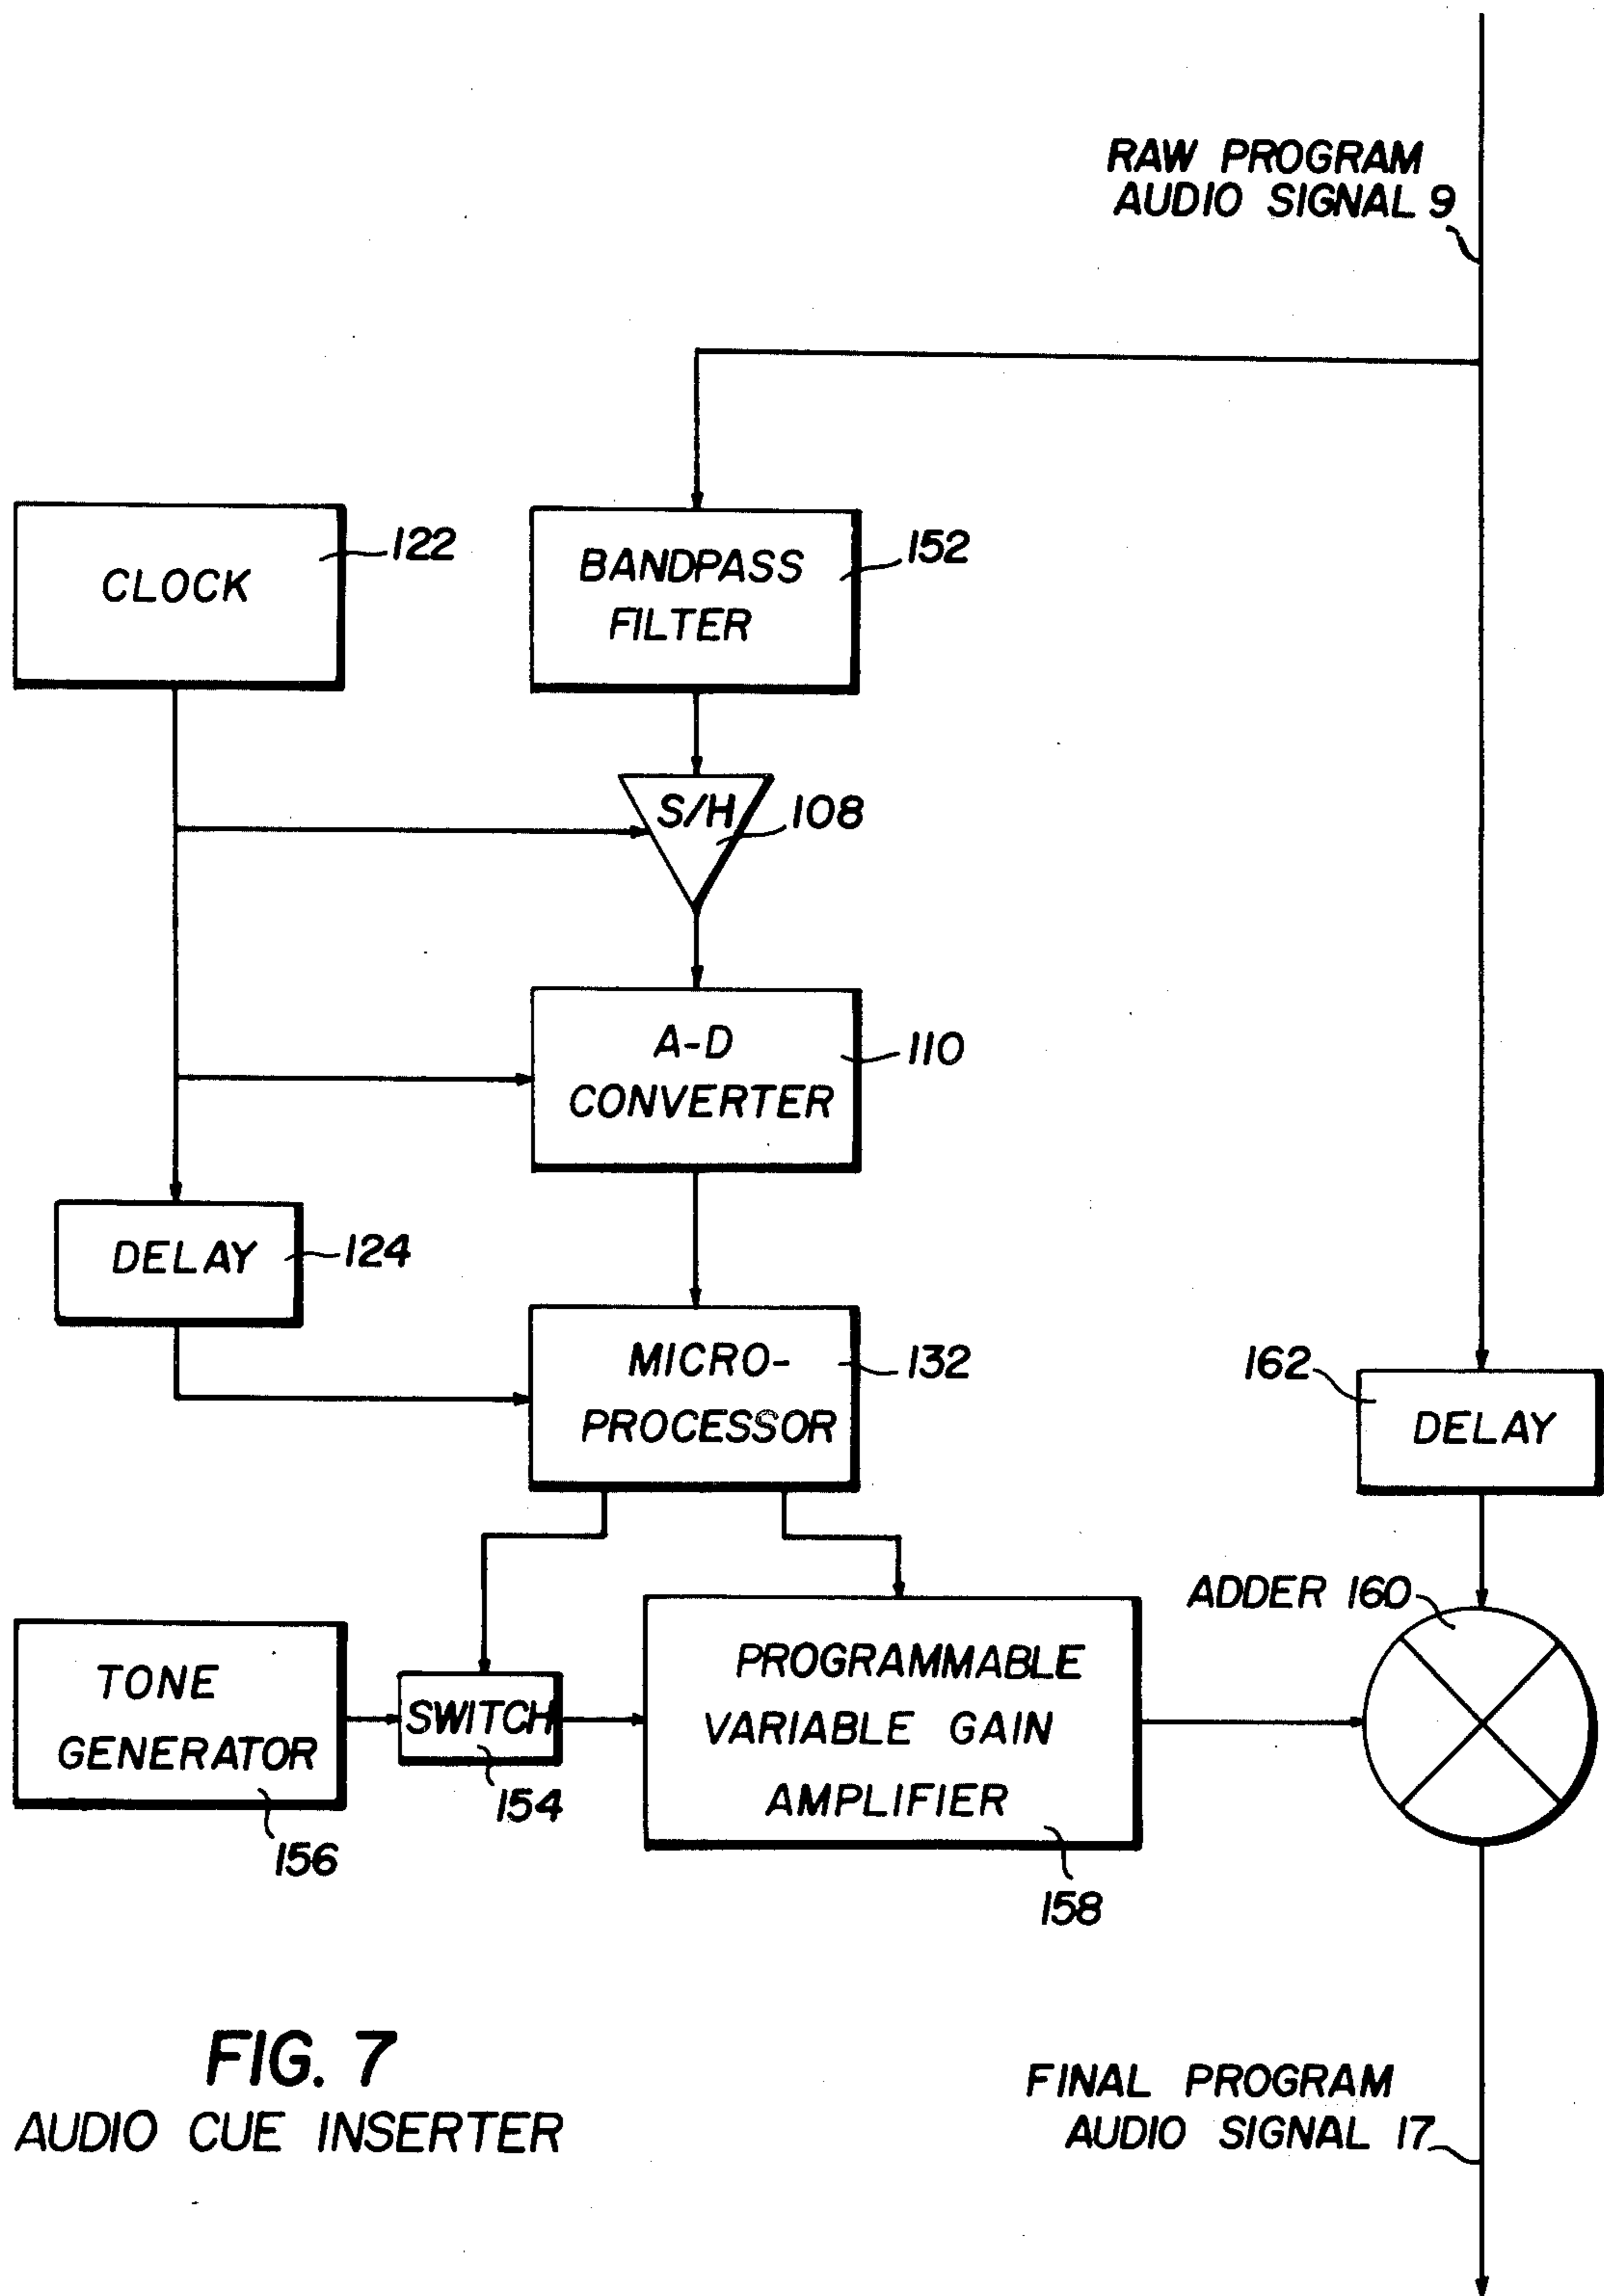 RAW PROGRAM
AUDIO SIGNAL 9
CLOCK
122
BANDPASS
FILTER
152
S/H
108
A-D
CONVERTER
110
DELAY
124
MICRO-
PROCESSOR
132
162
DELAY
ADDER 160
TONE
GENERATOR
156
SWITCH
154
PROGRAMMABLE
VARIABLE GAIN
AMPLIFIER
158
FIG. 7
AUDIO CUE INSERTER
FINAL PROGRAM
AUDIO SIGNAL 17